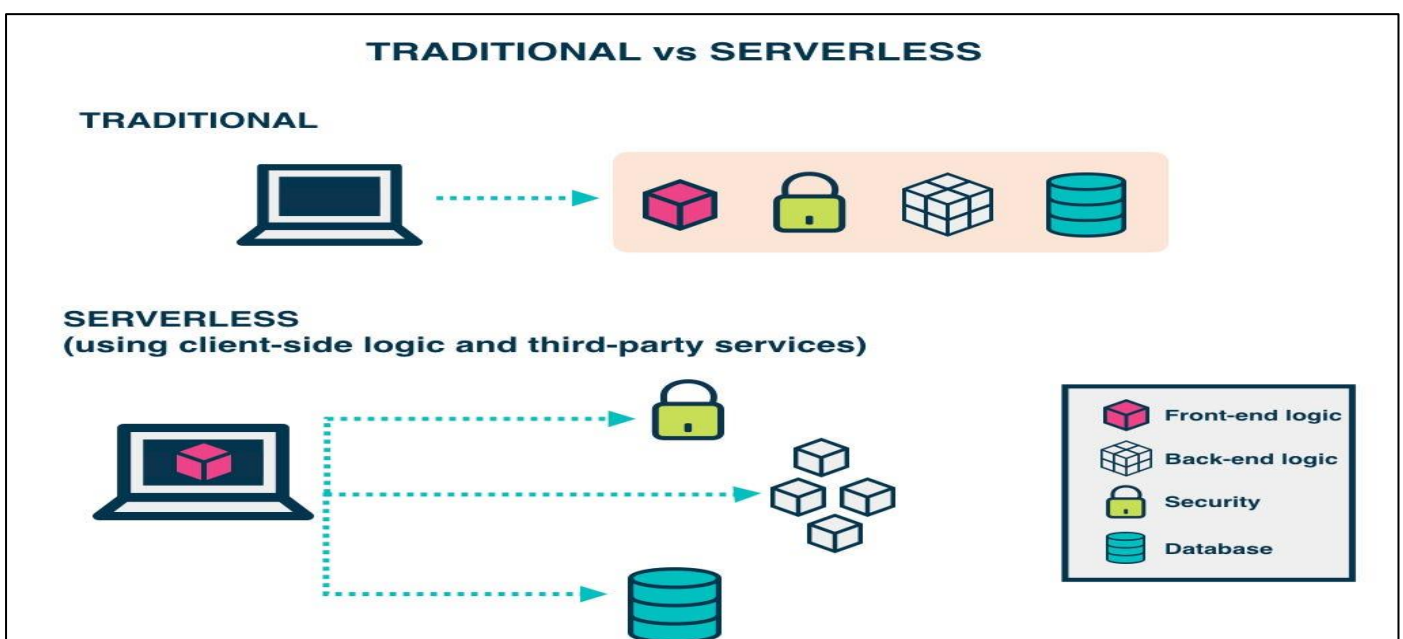 TRADITIONAL vs SERVERLESS
TRADITIONAL
SERVERLESS
(using client-side logic and third-party services)
Front-end logic
Back-end logic
Security
Database